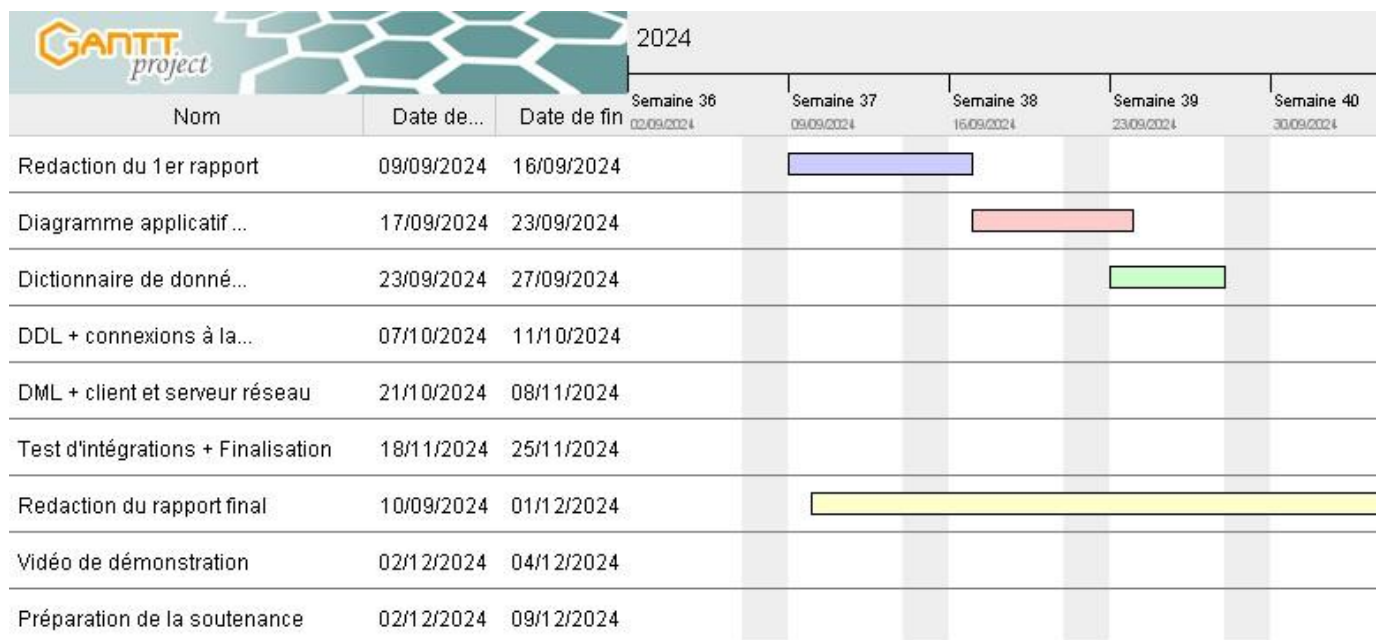 GANTT
project
2024
Nom Date de... Date de fin
Semaine 36 Semaine 37 Semaine 38 Semaine 39 Semaine 40
02/09/2024 09/09/2024 16/09/2024 23/09/2024 30/09/2024
Redaction du 1er rapport 09/09/2024 16/09/2024
Diagramme applicatif ... 17/09/2024 23/09/2024
Dictionnaire de donné... 23/09/2024 27/09/2024
DDL + connexions à la... 07/10/2024 11/10/2024
DML + client et serveur réseau 21/10/2024 08/11/2024
Test d'intégrations + Finalisation 18/11/2024 25/11/2024
Redaction du rapport final 10/09/2024 01/12/2024
Vidéo de démonstration 02/12/2024 04/12/2024
Préparation de la soutenance 02/12/2024 09/12/2024